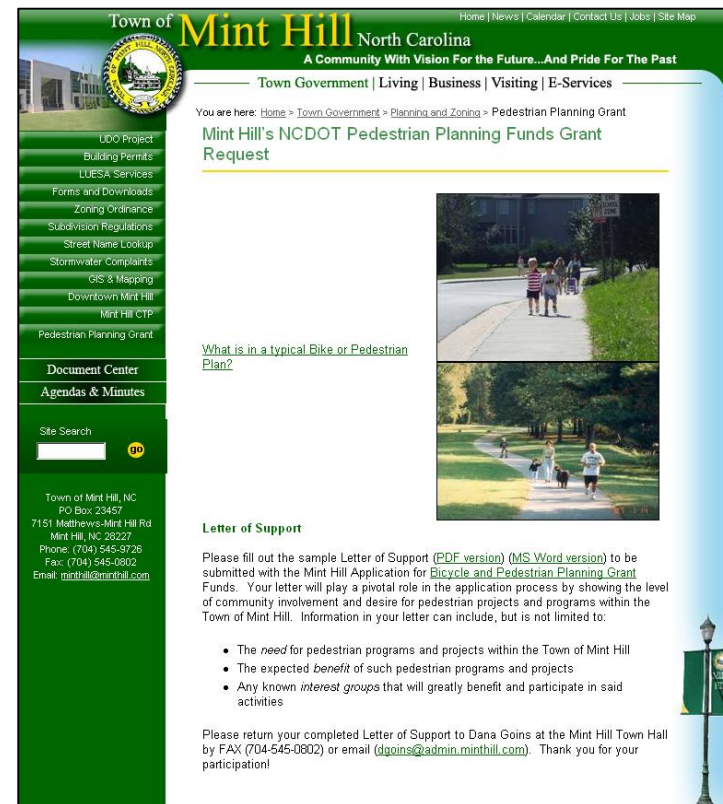 Home | News | Calendar | Contact Us | Jobs | Site Map
Town of Mint Hill North Carolina
A Community With Vision For the Future...And Pride For The Past
Town Government | Living | Business | Visiting | E-Services
You are here: Home > Town Government > Planning and Zoning > Pedestrian Planning Grant
Mint Hill's NCDOT Pedestrian Planning Funds Grant
Request
UDO Project
Building Permits
LUESA Services
Forms and Downloads
Zoning Ordinance
Subdivision Regulations
Street Name Lookup
Stormwater Complaints
GIS & Mapping
Downtown Mint Hill
Mint Hill CTP
Pedestrian Planning Grant
Document Center
Agendas & Minutes
Site Search
go
Town of Mint Hill, NC
PO Box 23457
7151 Matthews-Mint Hill Rd
Mint Hill, NC 28227
Phone: (704) 545-9726
Fax: (704) 545-0802
Email: minthill@minthill.com
END
SCHOOL
ZONE
What is in a typical Bike or Pedestrian
Plan?
Letter of Support
Please fill out the sample Letter of Support (PDF version) (MS Word version) to be
submitted with the Mint Hill Application for Bicycle and Pedestrian Planning Grant
Funds. Your letter will play a pivotal role in the application process by showing the level
of community involvement and desire for pedestrian projects and programs within the
Town of Mint Hill. Information in your letter can include, but is not limited to:
• The need for pedestrian programs and projects within the Town of Mint Hill
• The expected benefit of such pedestrian programs and projects
• Any known interest groups that will greatly benefit and participate in said
activities
Please return your completed Letter of Support to Dana Goins at the Mint Hill Town Hall
by FAX (704-545-0802) or email (dgoins@admin.minthill.com). Thank you for your
participation!